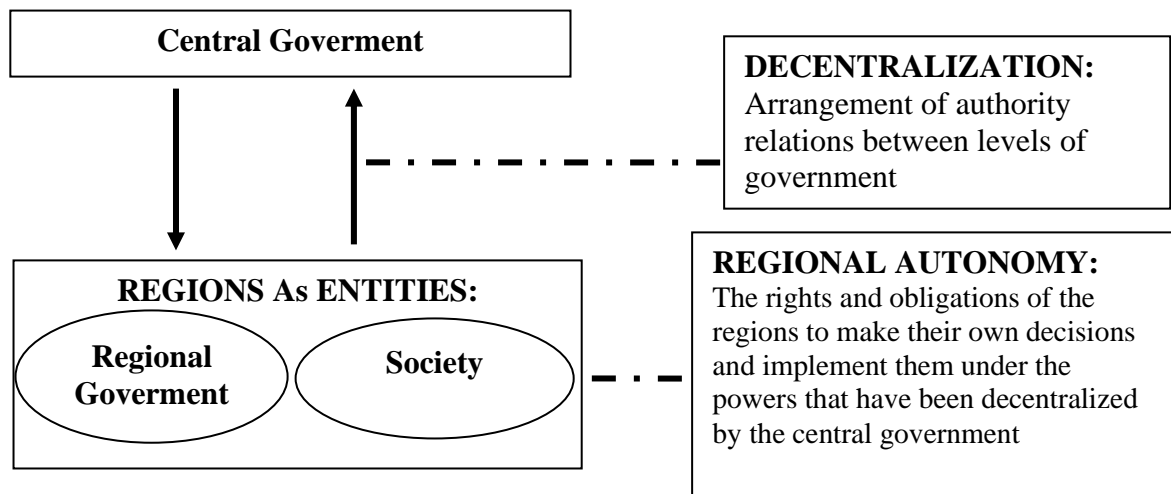 Central Goverment
DECENTRALIZATION:
Arrangement of authority
relations between levels of
government
REGIONS As ENTITIES:
Regional
Goverment
Society
REGIONAL AUTONOMY:
The rights and obligations of the
regions to make their own decisions
and implement them under the
powers that have been decentralized
by the central government